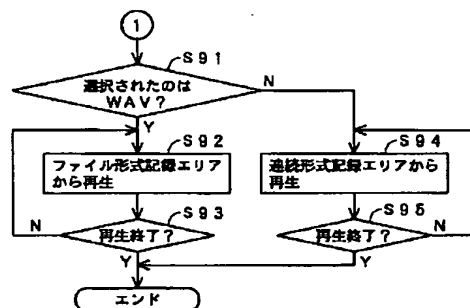 1
S91
選択されたのは
WAV?
N
Y
S92
S94
ファイル形式記録エリア
から再生
連続形式記録エリアから
再生
S93
S95
N
再生終了?
再生終了?
N
Y
Y
エンド